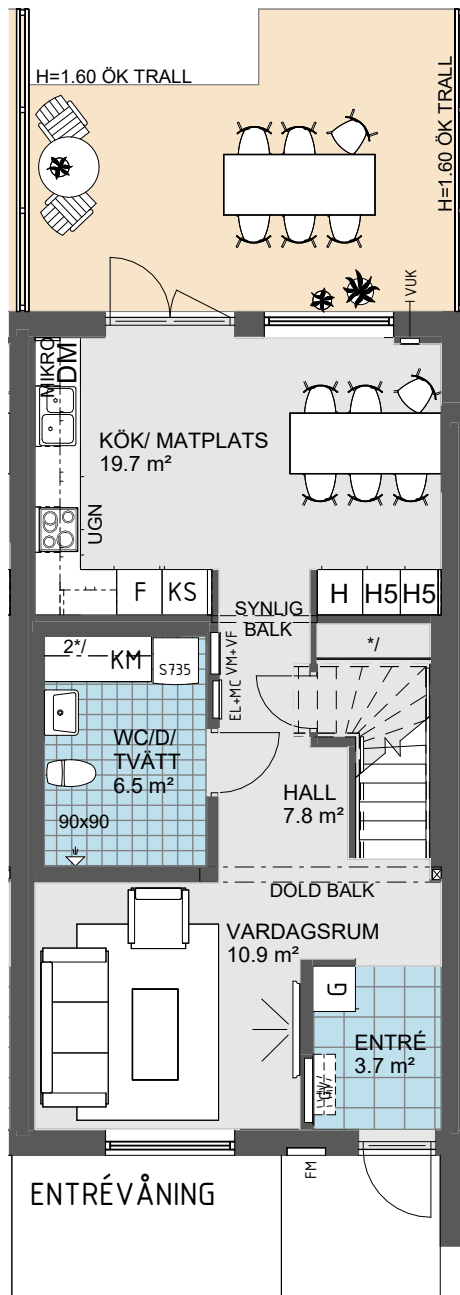 H=1.60 ÖK TRALL
H=1.60 ÖK TRALL
VUK
MIKRO
DM
KÖK/ MATPLATS
19.7 m²
UGN
F
KS
H
H5
H5
SYNLIG
BALK
2*/
KM
S735
VM+VF
EL+MC
*/
WC/D/
TVÄTT
6.5 m²
90x90
HALL
7.8 m²
DOLD BALK
VARDAGSRUM
10.9 m²
G
ENTRÉ
3.7 m²
FM
ENTRÉVÅNING